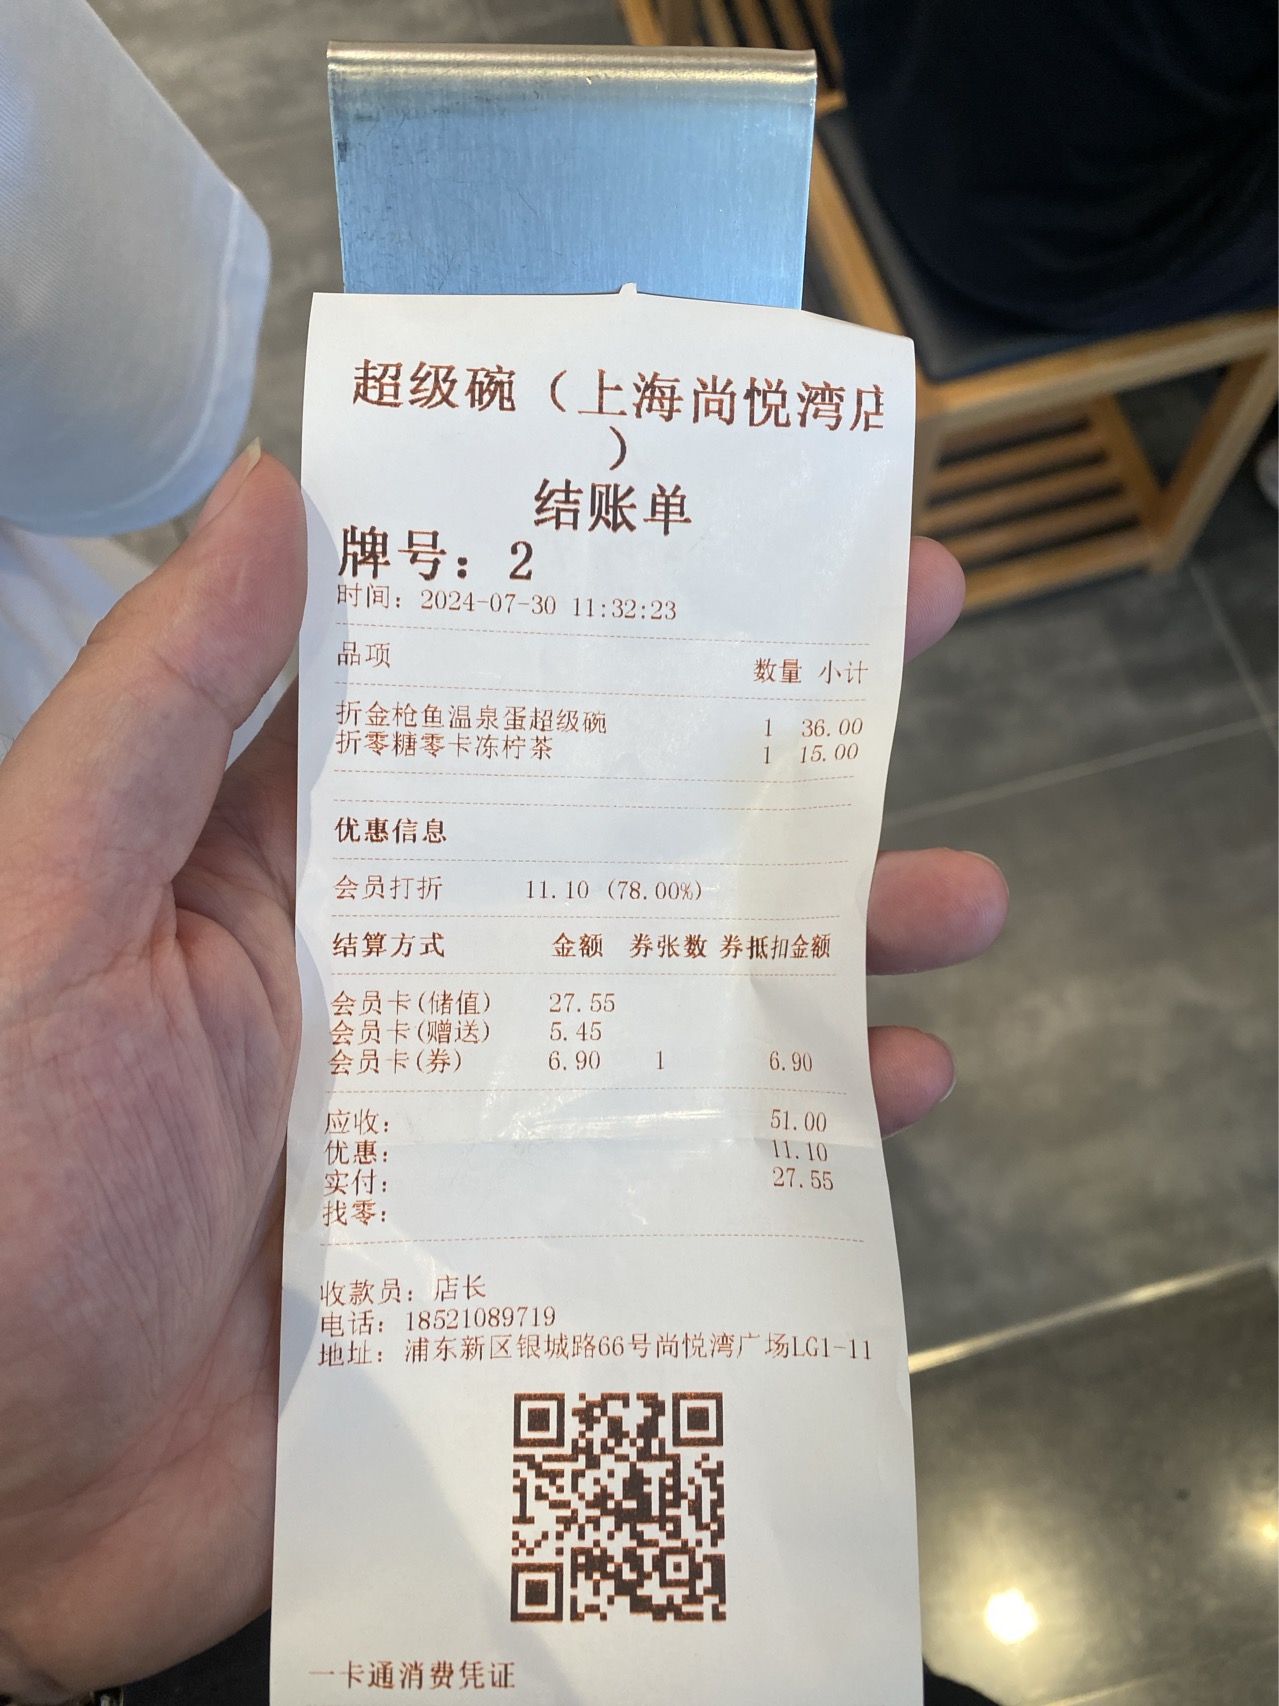 超级碗（上海尚悦湾店
）
结账单
牌号：2
时间：2024-07-30 11:32:23
品项 数量 小计
折金枪鱼温泉蛋超级碗 1 36.00
折零糖零卡冻柠茶 1 15.00
优惠信息
会员打折 11.10 (78.00%)
结算方式 金额 券张数 券抵扣金额
会员卡(储值) 27.55
会员卡(赠送) 5.45
会员卡(券) 6.90 1 6.90
应收： 51.00
优惠： 11.10
实付： 27.55
找零：
收款员：店长
电话：18521089719
地址：浦东新区银城路66号尚悦湾广场LG1-11
一卡通消费凭证